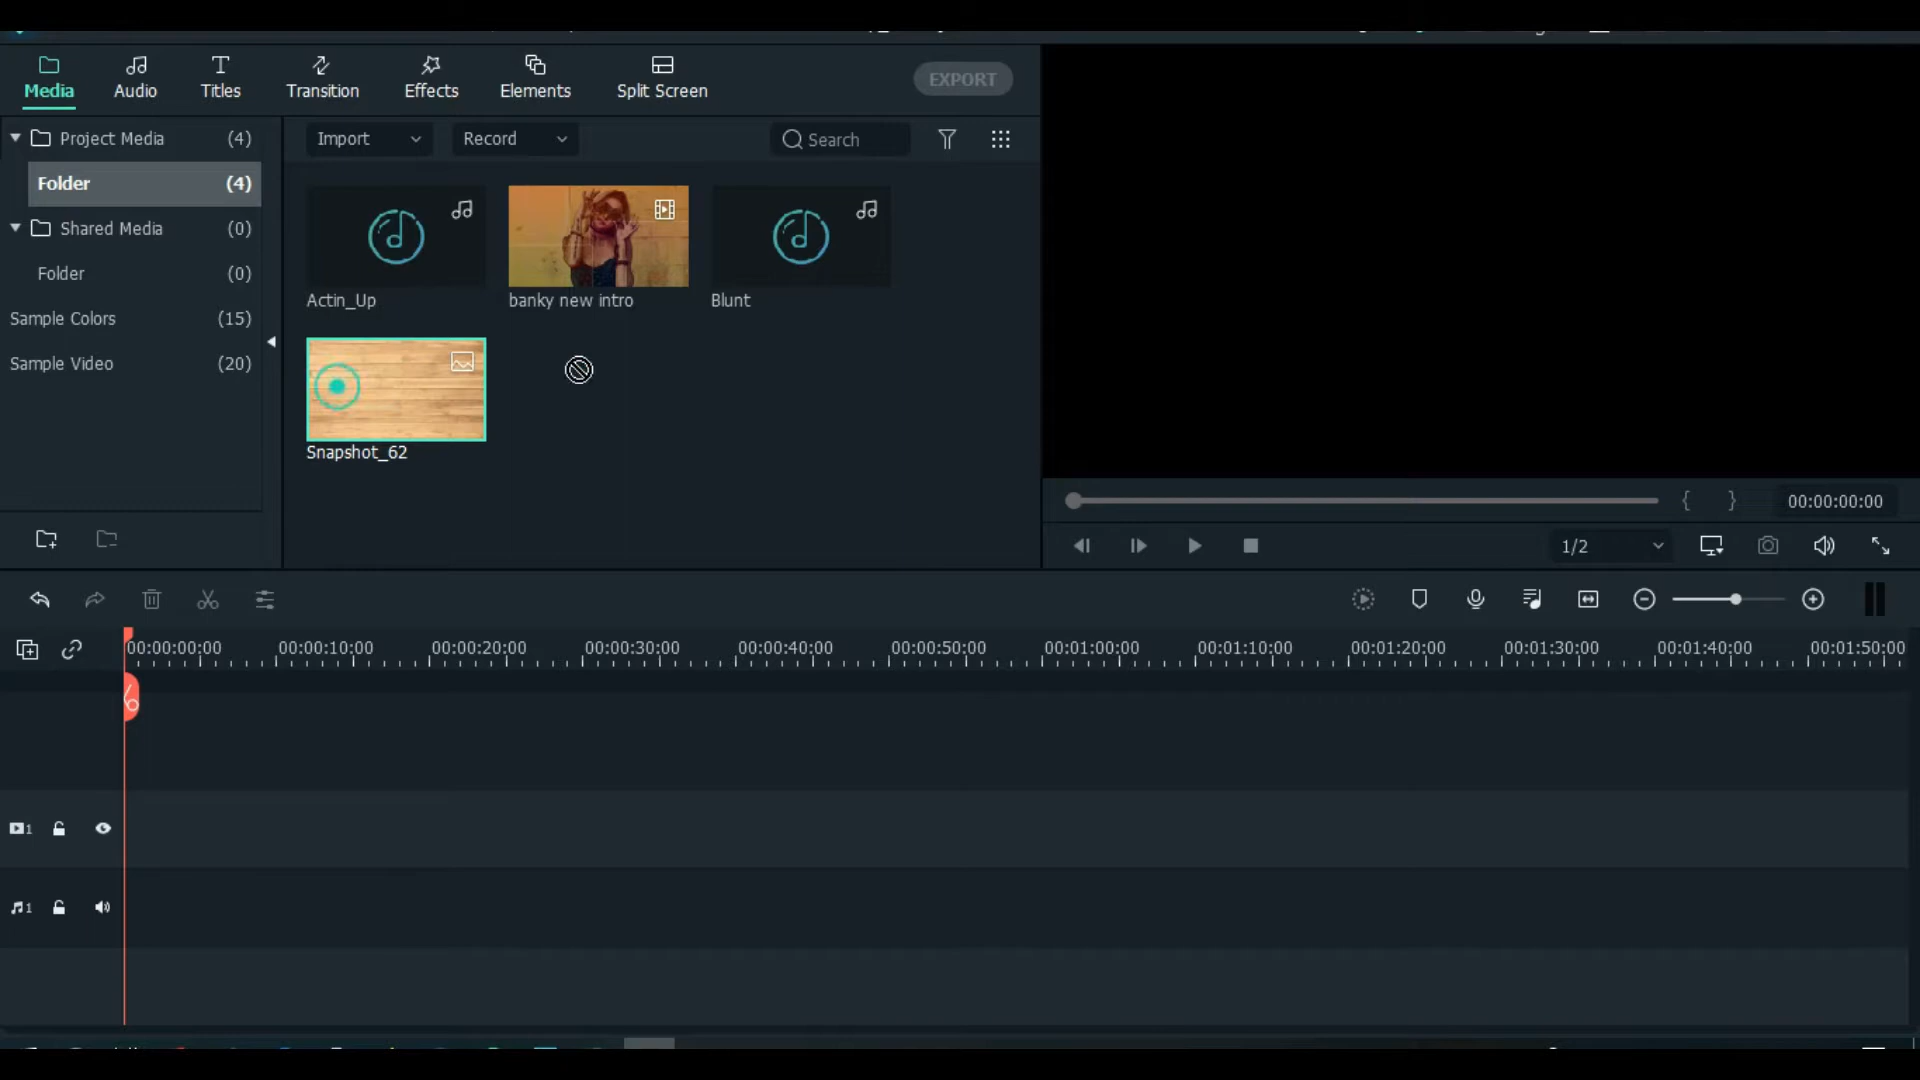 Media
Audio
Titles
Transition
Effects
Elements
Split Screen
EXPORT
Project Media (4)
Folder (4)
Shared Media (0)
Folder (0)
Sample Colors (15)
Sample Video (20)
Import
Record
Search
Actin_Up
banky new intro
Blunt
Snapshot_62
{ } 00:00:00:00
1/2
00:00:00:00 00:00:10:00 00:00:20:00 00:00:30:00 00:00:40:00 00:00:50:00 00:01:00:00 00:01:10:00 00:01:20:00 00:01:30:00 00:01:40:00 00:01:50:00
1
1